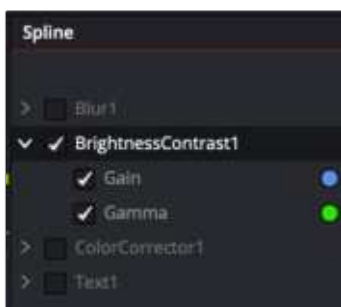 Spline
Blur1
BrightnessContrast1
Gain
Gamma
ColorCorrector1
Text1